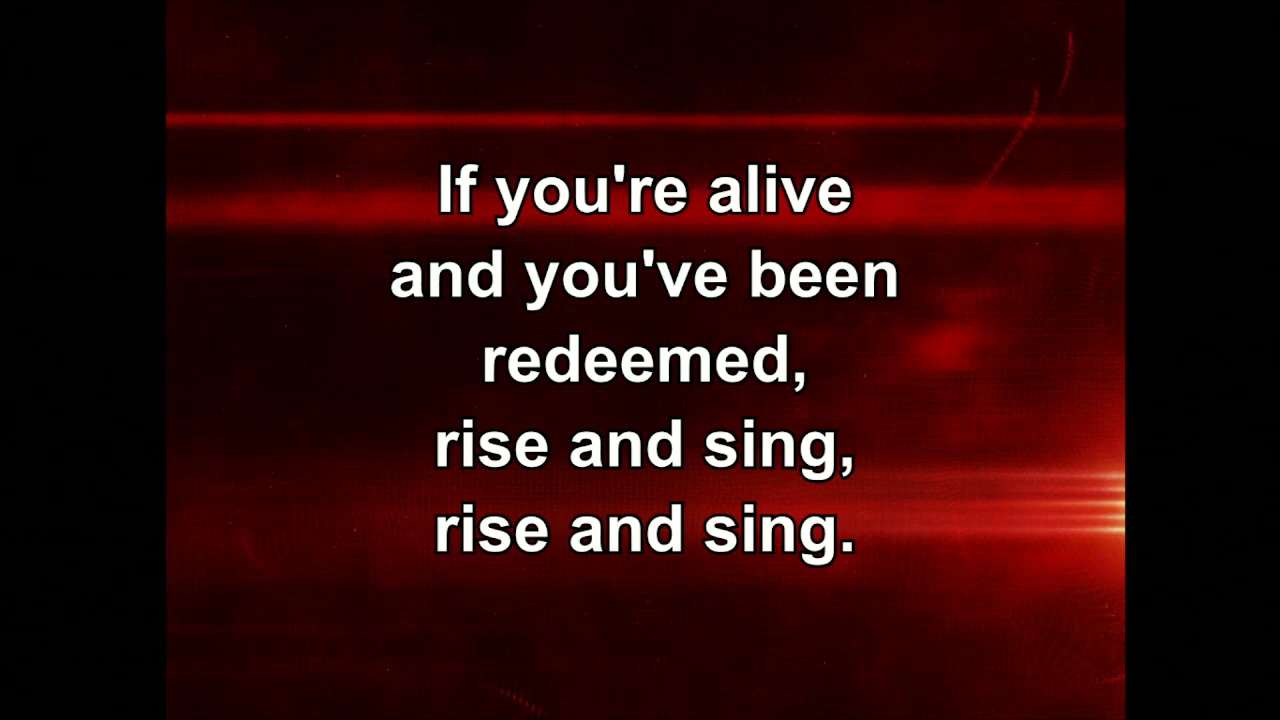 If you're alive
and you've been
redeemed,
rise and sing,
rise and sing.